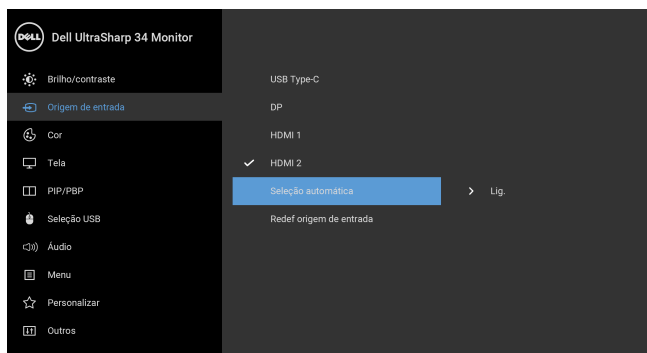 DELL Dell UltraSharp 34 Monitor
Brilho/contraste
Origem de entrada
Cor
Tela
PIP/PBP
Seleção USB
Áudio
Menu
Personalizar
Outros
USB Type-C
DP
HDMI 1
HDMI 2
Seleção automática
Lig.
Redef origem de entrada